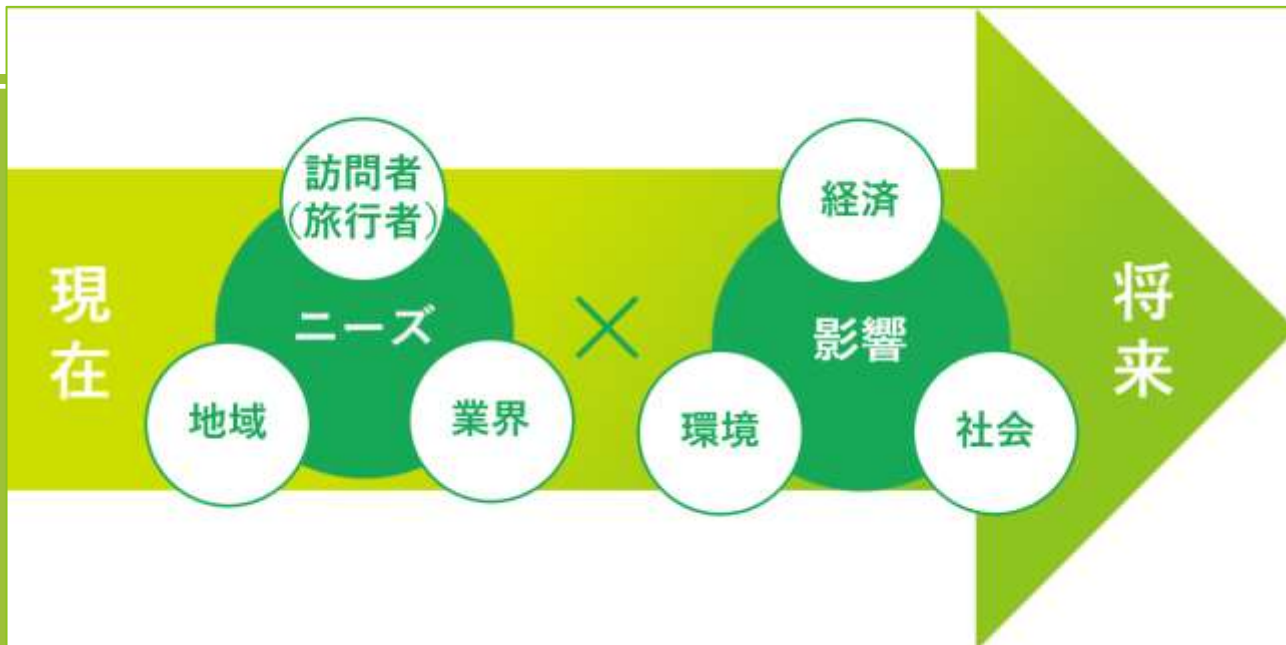 現在
訪問者
(旅行者)
ニーズ
地域
業界
×
経済
影響
環境
社会
将来